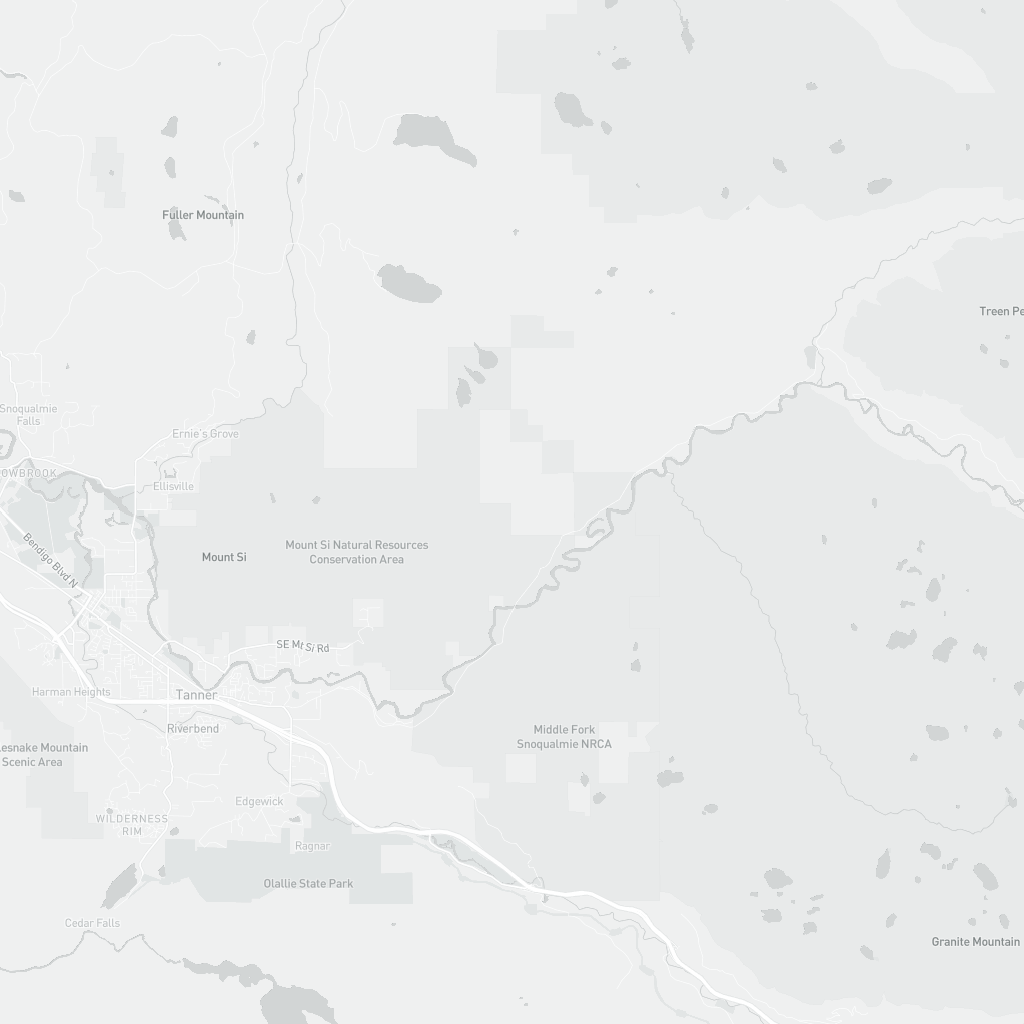 Fuller Mountain
Treen Pe
Snoqualmie
Falls
Ernie's Grove
OWBROOK
Ellisville
Bendigo Blvd N
Mount Si
Mount Si Natural Resources
Conservation Area
SE Mt Si Rd
Harman Heights
Tanner
Riverbend
Middle Fork
Snoqualmie NRCA
lesnake Mountain
Scenic Area
Edgewick
WILDERNESS
RIM
Ragnar
Olallie State Park
Cedar Falls
Granite Mountain